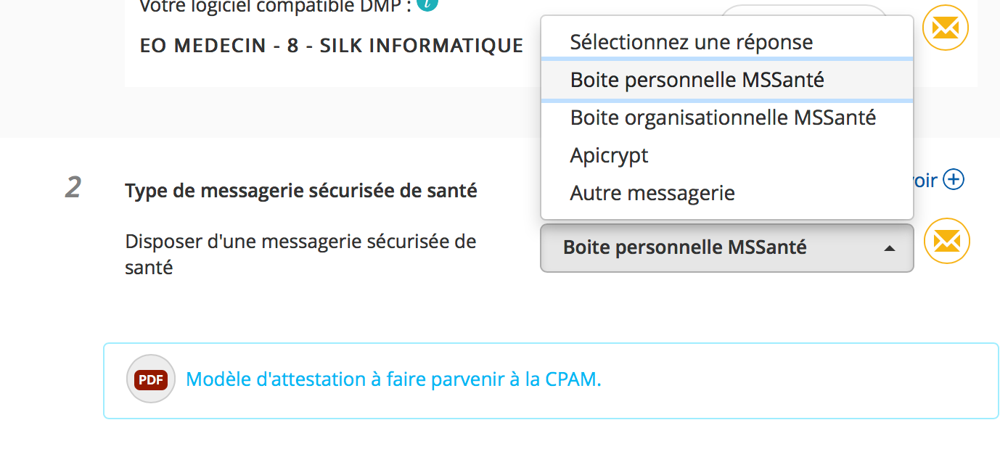 Votre logiciel compatible DMP : i
EO MEDECIN - 8 - SILK INFORMATIQUE
Sélectionnez une réponse
Boite personnelle MSSanté
Boite organisationnelle MSSanté
Apicrypt
Autre messagerie
2 Type de messagerie sécurisée de santé
oir
Disposer d'une messagerie sécurisée de
santé
Boite personnelle MSSanté
PDF Modèle d'attestation à faire parvenir à la CPAM.